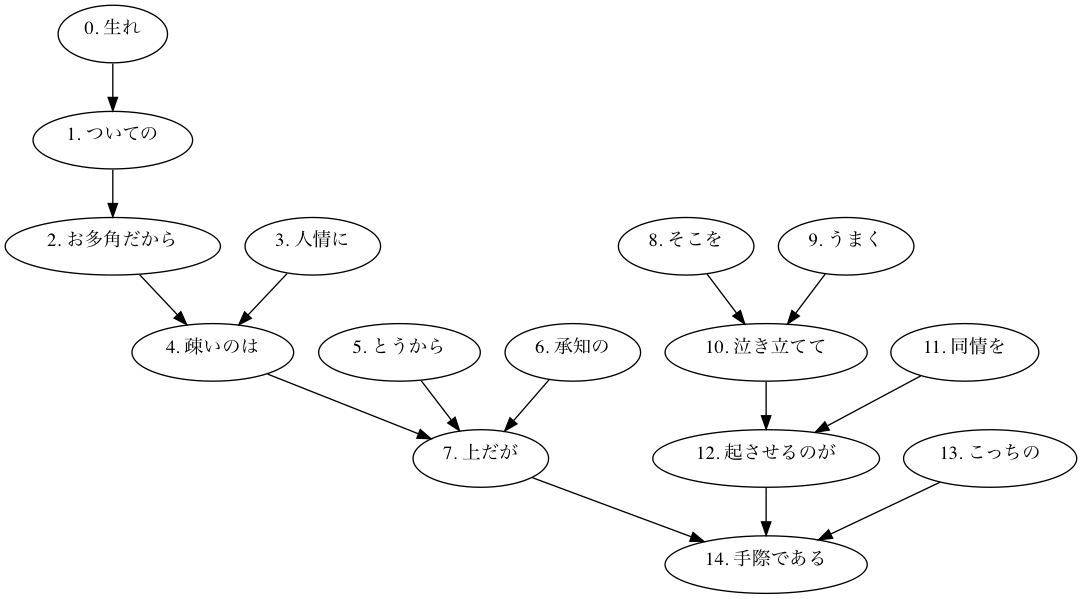 0. 生れ
1. ついての
2. お多角だから
3. 人情に
4. 疎いのは
5. とうから
6. 承知の
7. 上だが
8. そこを
9. うまく
10. 泣き立てて
11. 同情を
12. 起させるのが
13. こっちの
14. 手際である